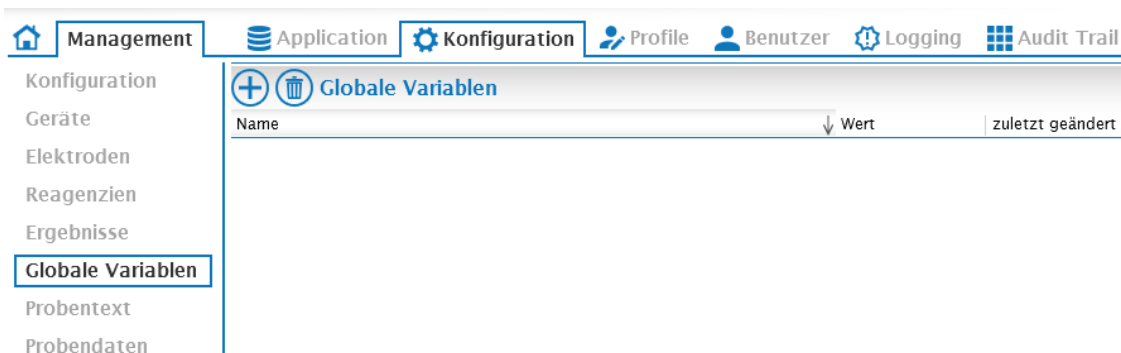 Management Application Konfiguration Profile Benutzer Logging Audit Trail
Konfiguration
Geräte
Elektroden
Reagenzien
Ergebnisse
Globale Variablen
Probentext
Probendaten
Globale Variablen
Name Wert zuletzt geändert